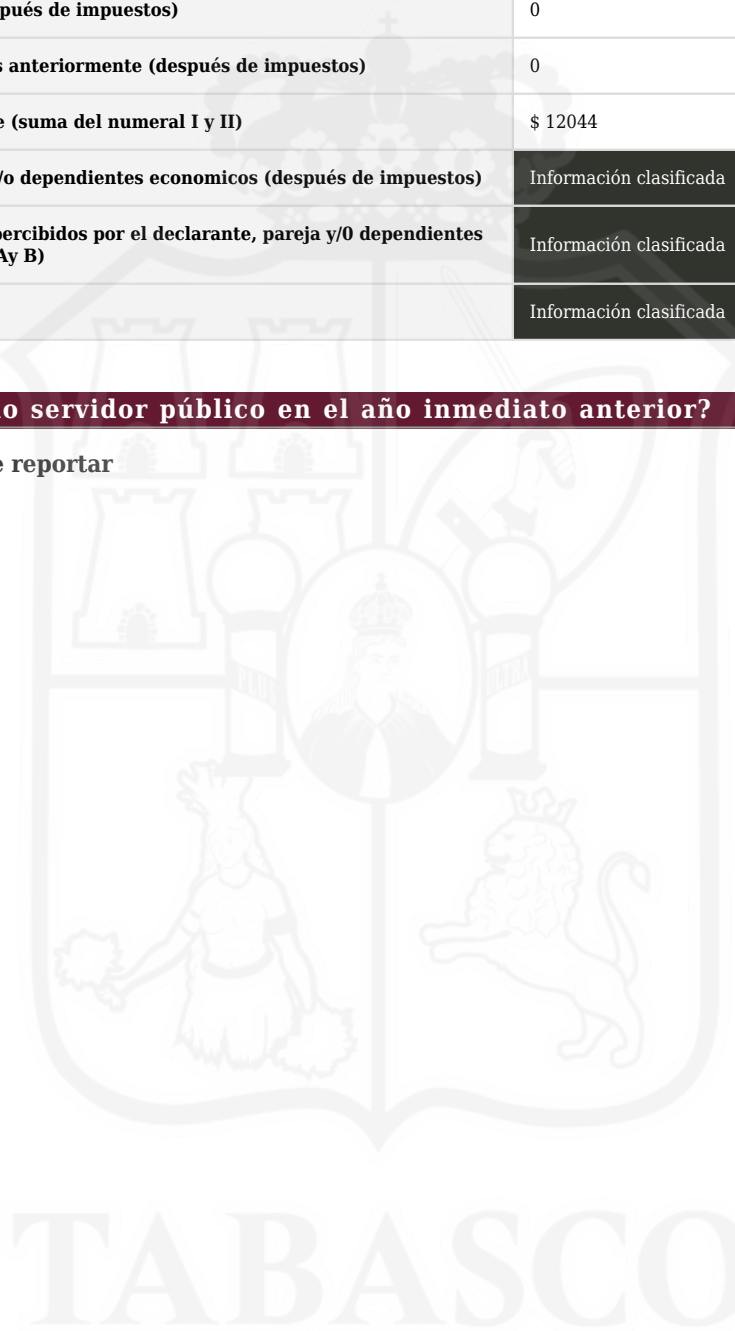 pués de impuestos) 0
s anteriormente (después de impuestos) 0
e (suma del numeral I y II) $ 12044
/o dependientes economicos (después de impuestos) Información clasificada
percibidos por el declarante, pareja y/0 dependientes
Ay B) Información clasificada
Información clasificada
o servidor público en el año inmediato anterior?
e reportar
PLUS ULTRA
TABASCO